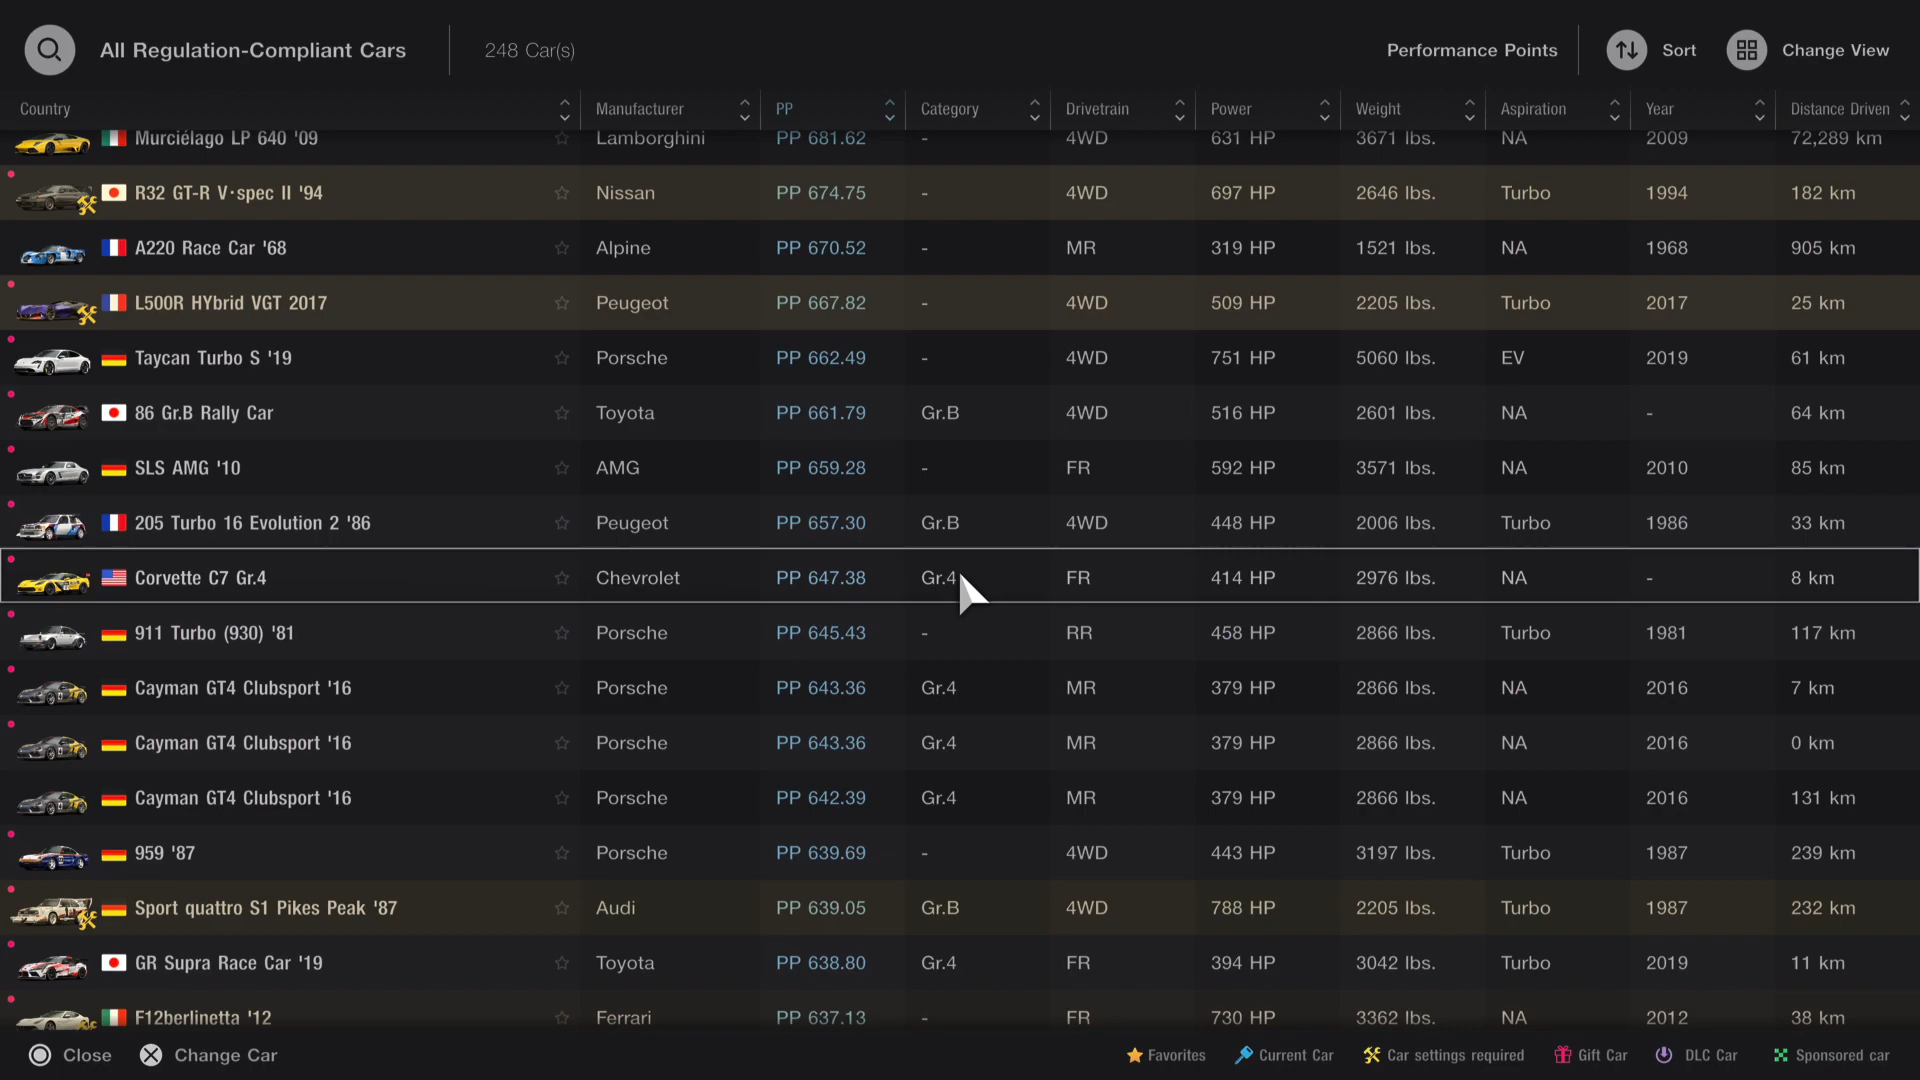 All Regulation-Compliant Cars 248 Car(s) Performance Points Sort Change View
Country Manufacturer PP Category Drivetrain Power Weight Aspiration Year Distance Driven
Murciélago LP 640 '09 Lamborghini PP 681.62 - 4WD 631 HP 3671 lbs. NA 2009 72,289 km
R32 GT-R V·spec II '94 Nissan PP 674.75 - 4WD 697 HP 2646 lbs. Turbo 1994 182 km
A220 Race Car '68 Alpine PP 670.52 - MR 319 HP 1521 lbs. NA 1968 905 km
L500R HYbrid VGT 2017 Peugeot PP 667.82 - 4WD 509 HP 2205 lbs. Turbo 2017 25 km
Taycan Turbo S '19 Porsche PP 662.49 - 4WD 751 HP 5060 lbs. EV 2019 61 km
86 Gr.B Rally Car Toyota PP 661.79 Gr.B 4WD 516 HP 2601 lbs. NA - 64 km
SLS AMG '10 AMG PP 659.28 - FR 592 HP 3571 lbs. NA 2010 85 km
205 Turbo 16 Evolution 2 '86 Peugeot PP 657.30 Gr.B 4WD 448 HP 2006 lbs. Turbo 1986 33 km
Corvette C7 Gr.4 Chevrolet PP 647.38 Gr.4 FR 414 HP 2976 lbs. NA - 8 km
911 Turbo (930) '81 Porsche PP 645.43 - RR 458 HP 2866 lbs. Turbo 1981 117 km
Cayman GT4 Clubsport '16 Porsche PP 643.36 Gr.4 MR 379 HP 2866 lbs. NA 2016 7 km
Cayman GT4 Clubsport '16 Porsche PP 643.36 Gr.4 MR 379 HP 2866 lbs. NA 2016 0 km
Cayman GT4 Clubsport '16 Porsche PP 642.39 Gr.4 MR 379 HP 2866 lbs. NA 2016 131 km
959 '87 Porsche PP 639.69 - 4WD 443 HP 3197 lbs. Turbo 1987 239 km
Sport quattro S1 Pikes Peak '87 Audi PP 639.05 Gr.B 4WD 788 HP 2205 lbs. Turbo 1987 232 km
GR Supra Race Car '19 Toyota PP 638.80 Gr.4 FR 394 HP 3042 lbs. Turbo 2019 11 km
F12berlinetta '12 Ferrari PP 637.13 - FR 730 HP 3362 lbs. NA 2012 38 km
Close Change Car Favorites Current Car Car settings required Gift Car DLC Car Sponsored car